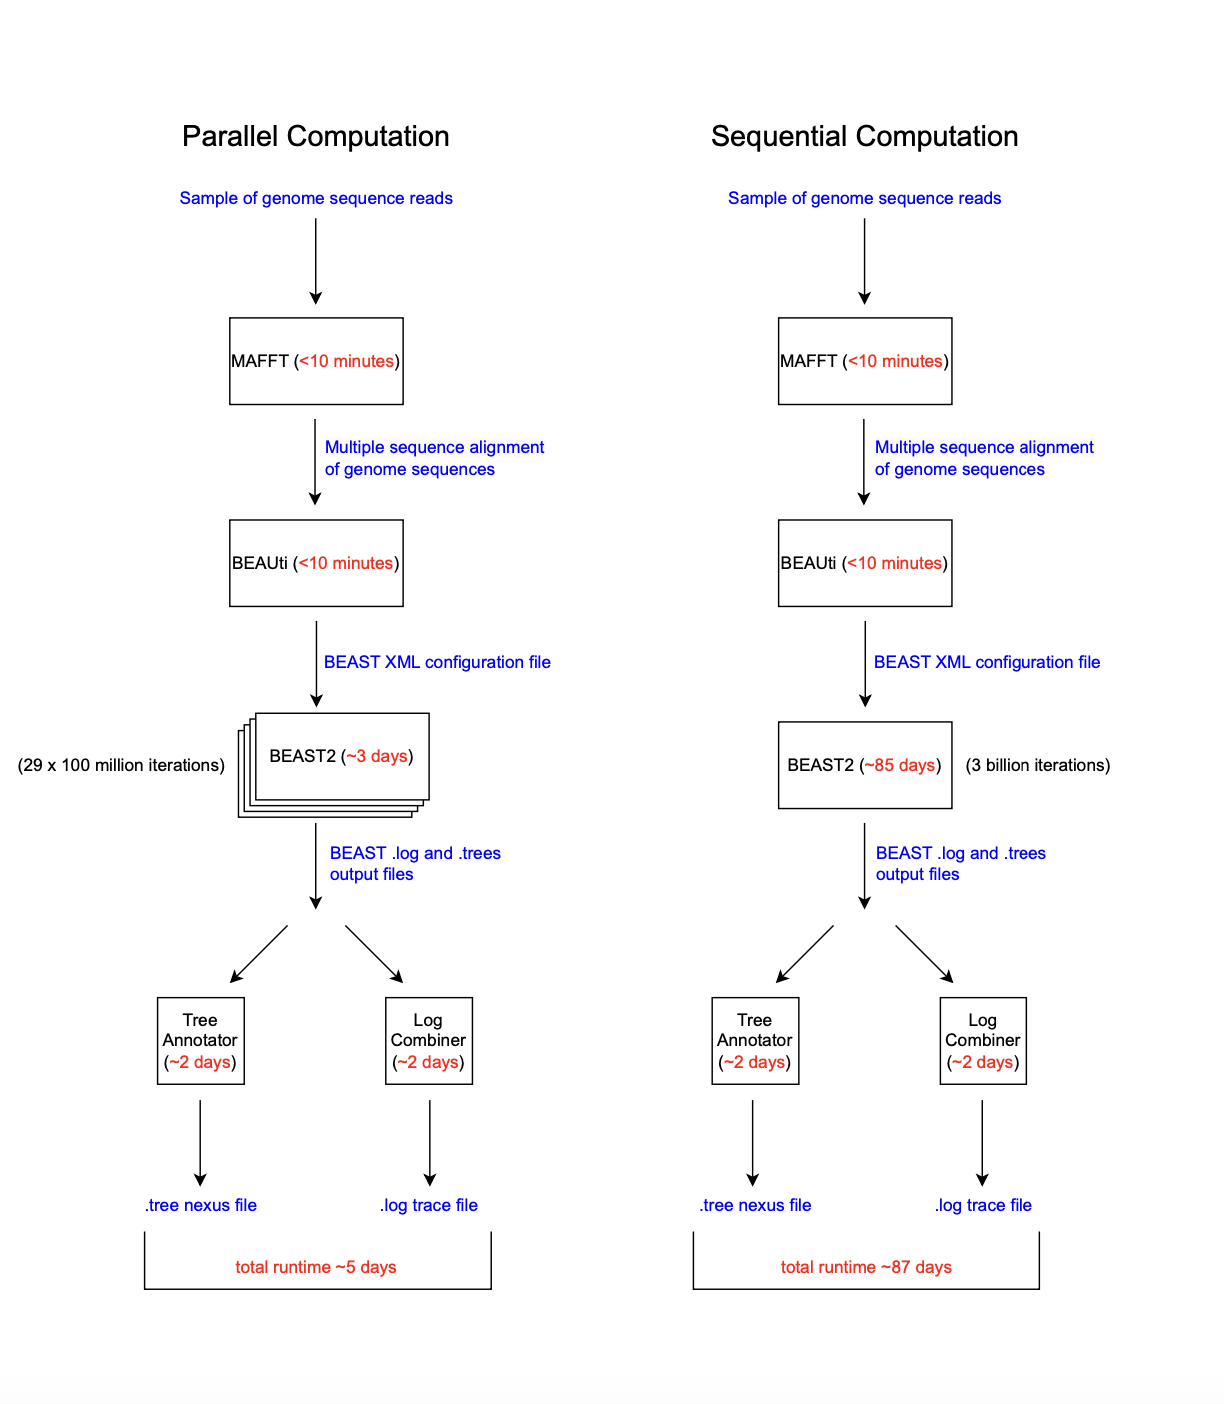 Parallel Computation
Sample of genome sequence reads
MAFFT (<10 minutes)
Multiple sequence alignment
of genome sequences
BEAUti (<10 minutes)
BEAST XML configuration file
(29 x 100 million iterations)
BEAST2 (~3 days)
BEAST .log and .trees
output files
Tree
Annotator
(~2 days)
Log
Combiner
(~2 days)
.tree nexus file
.log trace file
total runtime ~5 days
Sequential Computation
Sample of genome sequence reads
MAFFT (<10 minutes)
Multiple sequence alignment
of genome sequences
BEAUti (<10 minutes)
BEAST XML configuration file
BEAST2 (~85 days)
(3 billion iterations)
BEAST .log and .trees
output files
Tree
Annotator
(~2 days)
Log
Combiner
(~2 days)
.tree nexus file
.log trace file
total runtime ~87 days